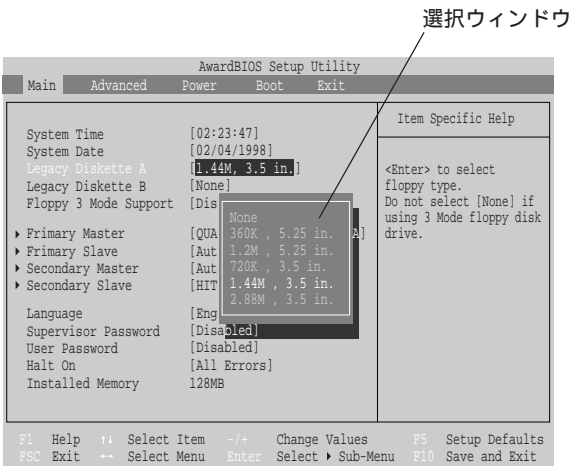 選択ウィンドウ
AwardBIOS Setup Utility
Main Advanced Power Boot Exit
System Time [02:23:47]
System Date [02/04/1998]
Legacy Diskette A [1.44M, 3.5 in.]
Legacy Diskette B [None]
Floppy 3 Mode Support [Dis
Primary Master [QUA A]
Primary Slave [Aut
Secondary Master [Aut
Secondary Slave [HIT
Language [Eng
Supervisor Password [Disabled]
User Password [Disabled]
Halt On [All Errors]
Installed Memory 128MB
None
360K , 5.25 in.
1.2M , 5.25 in.
720K , 3.5 in.
1.44M , 3.5 in.
2.88M , 3.5 in.
Item Specific Help
<Enter> to select
floppy type.
Do not select [None] if
using 3 Mode floppy disk
drive.
F1 Help ↑↓ Select Item -/+ Change Values F5 Setup Defaults
ESC Exit ↔ Select Menu Enter Select ▸ Sub-Menu F10 Save and Exit